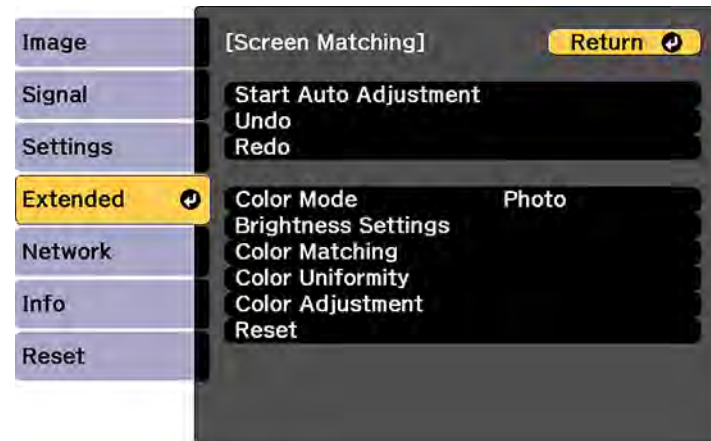 Image
Signal
Settings
Extended
Network
Info
Reset
[Screen Matching]
Return
Start Auto Adjustment
Undo
Redo
Color Mode Photo
Brightness Settings
Color Matching
Color Uniformity
Color Adjustment
Reset